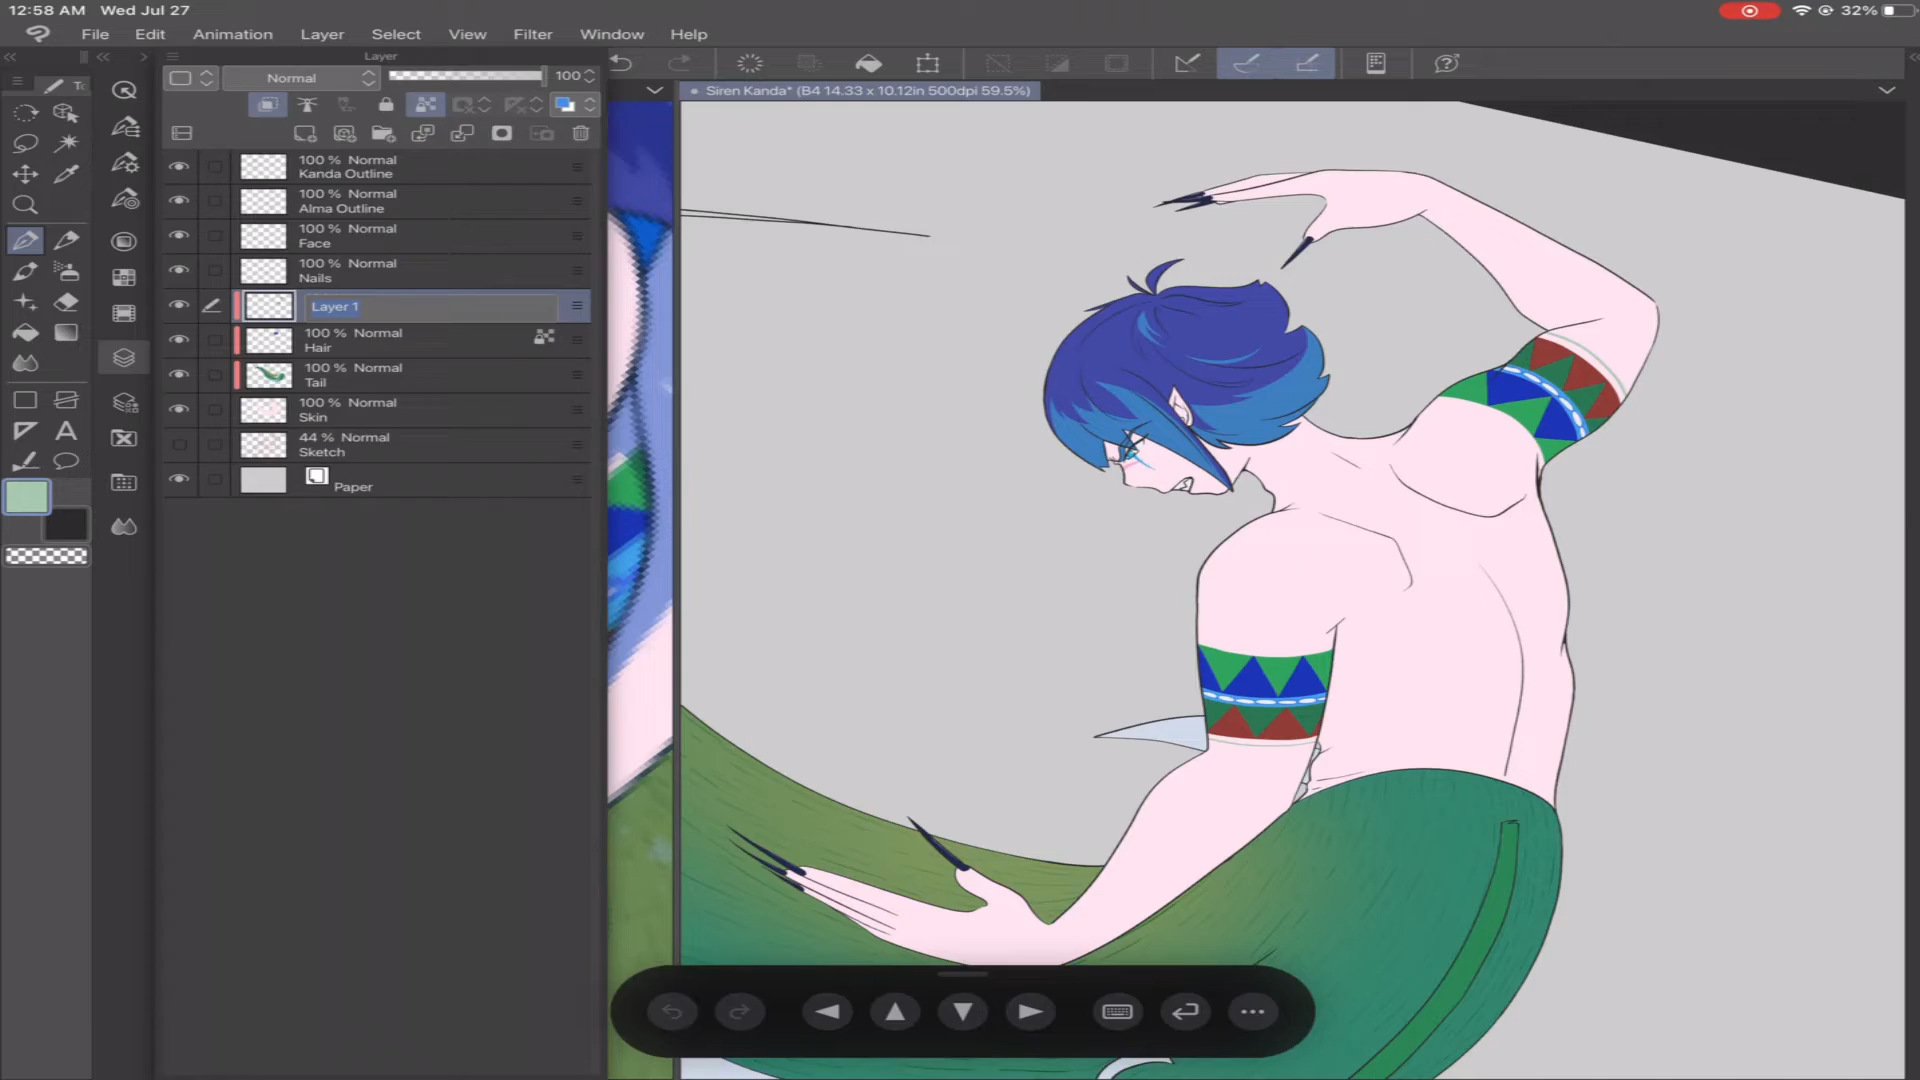 12:58 AM Wed Jul 27
32%
File Edit Animation Layer Select View Filter Window Help
Layer
Normal 100
Siren Kanda* (B4 14.33 x 10.12in 500dpi 59.5%)
100 % Normal
Kanda Outline
100 % Normal
Alma Outline
100 % Normal
Face
100 % Normal
Nails
Layer 1
100 % Normal
Hair
100 % Normal
Tail
100 % Normal
Skin
44 % Normal
Sketch
Paper